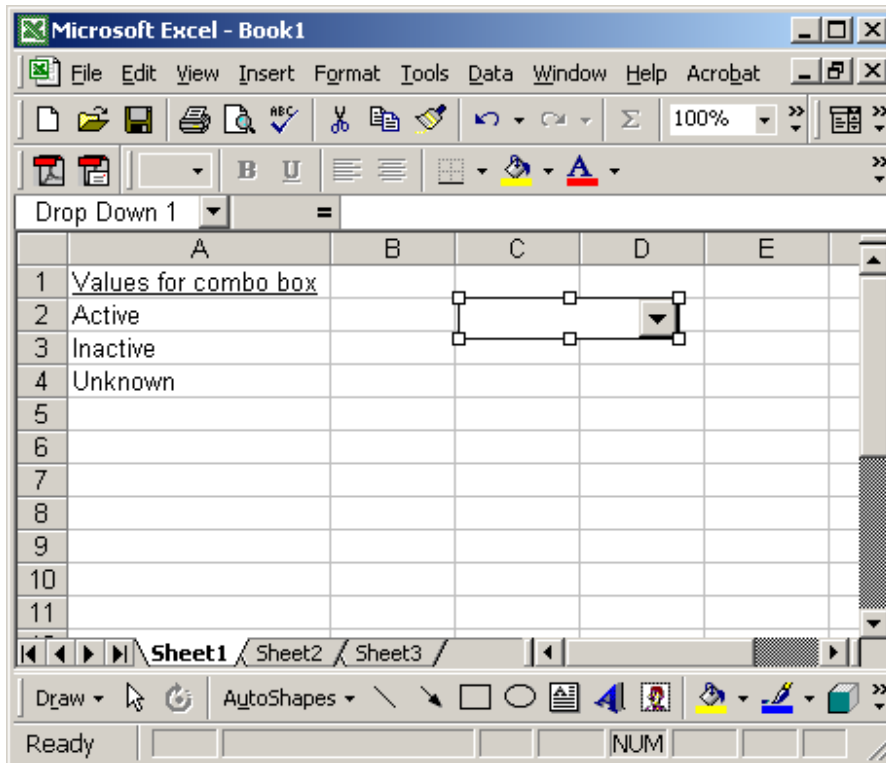 Microsoft Excel - Book1
File Edit View Insert Format Tools Data Window Help Acrobat
ABC Σ 100%
B U A
Drop Down 1 =
A B C D E
1 Values for combo box
2 Active
3 Inactive
4 Unknown
5
6
7
8
9
10
11
Sheet1 Sheet2 Sheet3
Draw AutoShapes A
Ready NUM